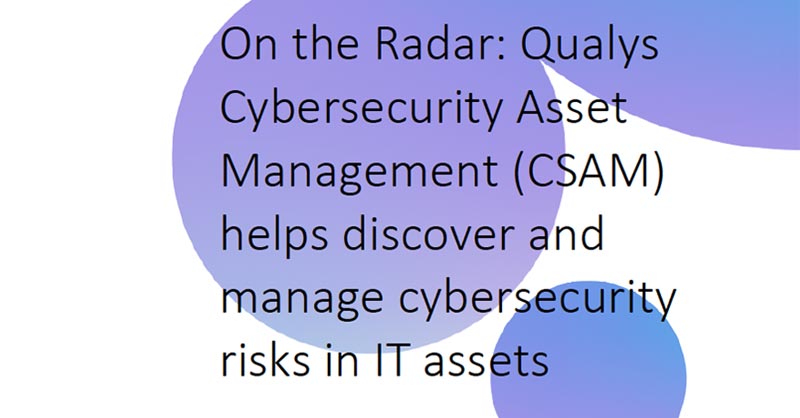 On the Radar: Qualys
Cybersecurity Asset
Management (CSAM)
helps discover and
manage cybersecurity
risks in IT assets